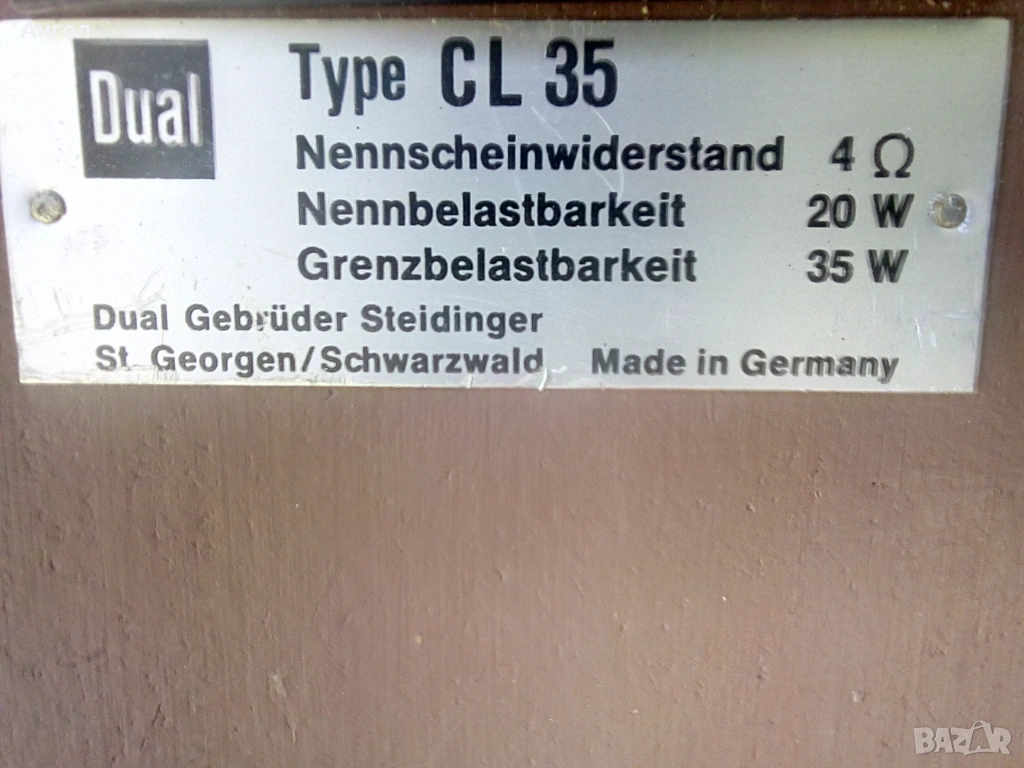 Dual
Type CL 35
Nennscheinwiderstand 4 Ω
Nennbelastbarkeit 20 W
Grenzbelastbarkeit 35 W
Dual Gebrüder Steidinger
St. Georgen/Schwarzwald Made in Germany
BAZAR